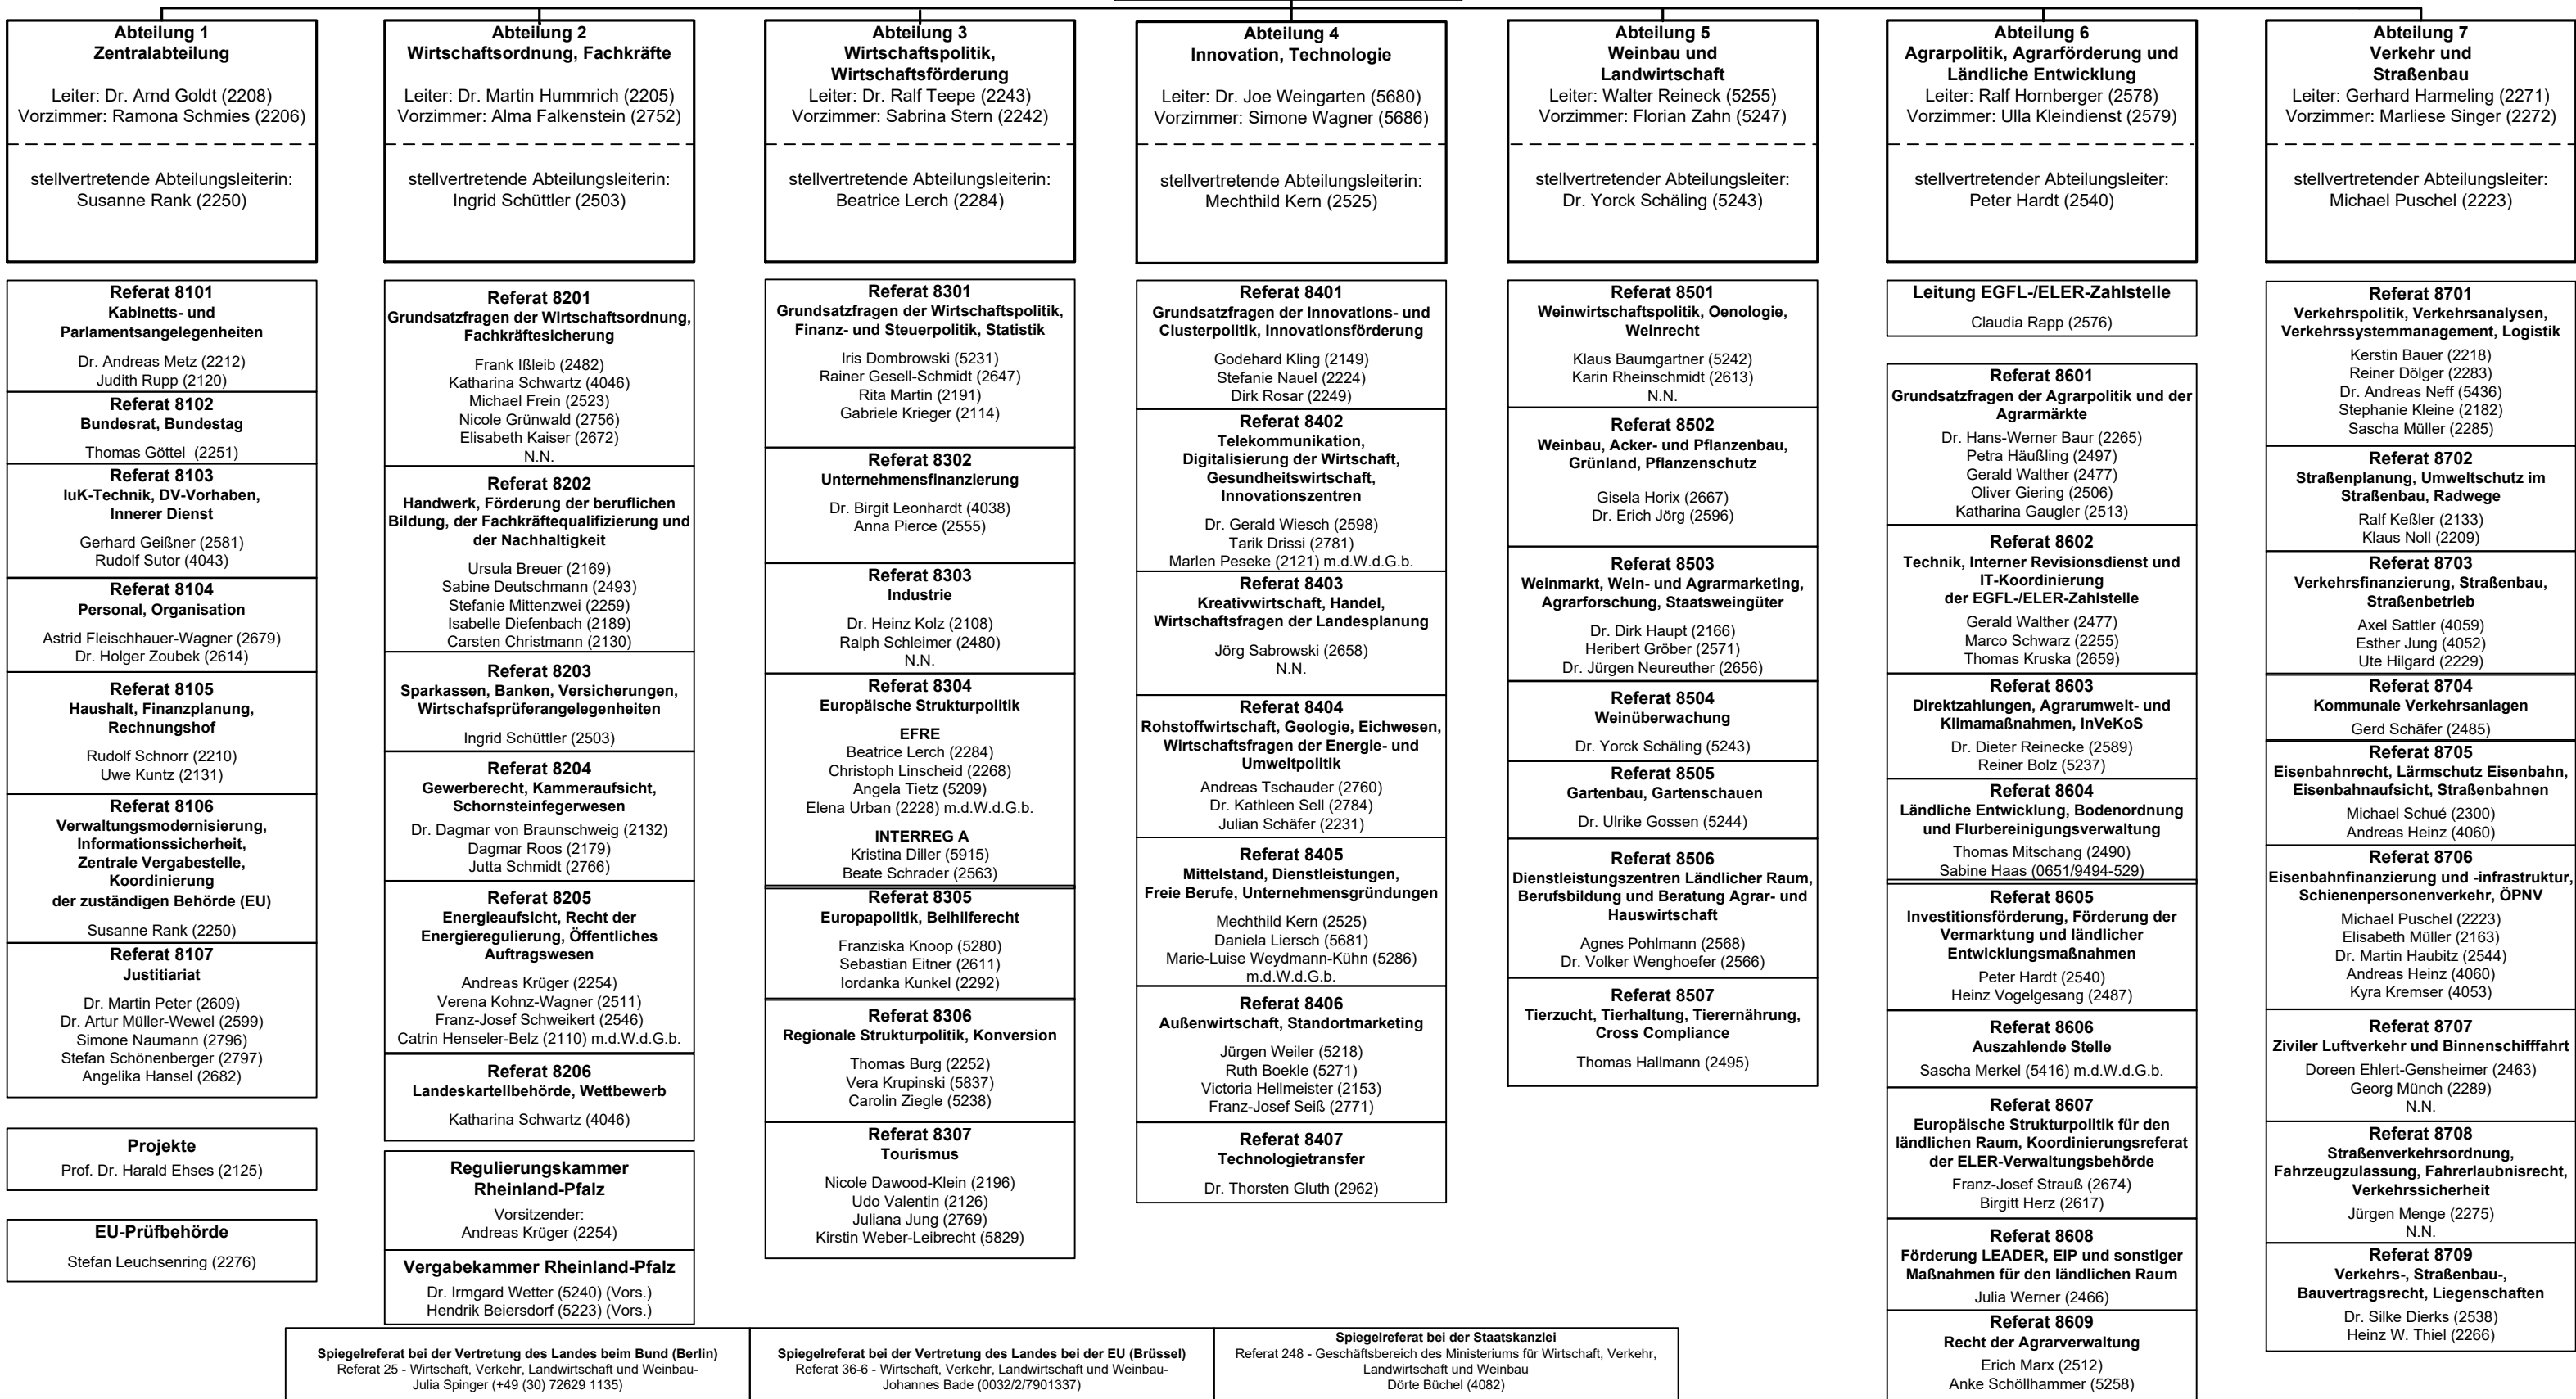 Abteilung 1
Zentralabteilung
Leiter: Dr. Arnd Goldt (2208)
Vorzimmer: Ramona Schmies (2206)
stellvertretende Abteilungsleiterin:
Susanne Rank (2250)
Referat 8101
Kabinetts- und
Parlamentsangelegenheiten
Dr. Andreas Metz (2212)
Judith Rupp (2120)
Referat 8102
Bundesrat, Bundestag
Thomas Göttel (2251)
Referat 8103
IuK-Technik, DV-Vorhaben,
Innerer Dienst
Gerhard Geißner (2581)
Rudolf Sutor (4043)
Referat 8104
Personal, Organisation
Astrid Fleischhauer-Wagner (2679)
Dr. Holger Zoubek (2614)
Referat 8105
Haushalt, Finanzplanung,
Rechnungshof
Rudolf Schnorr (2210)
Uwe Kuntz (2131)
Referat 8106
Verwaltungsmodernisierung,
Informationssicherheit,
Zentrale Vergabestelle,
Koordinierung
der zuständigen Behörde (EU)
Susanne Rank (2250)
Referat 8107
Justitiariat
Dr. Martin Peter (2609)
Dr. Artur Müller-Wewel (2599)
Simone Naumann (2796)
Stefan Schönenberger (2797)
Angelika Hansel (2682)
Projekte
Prof. Dr. Harald Ehses (2125)
EU-Prüfbehörde
Stefan Leuchsenring (2276)
Abteilung 2
Wirtschaftsordnung, Fachkräfte
Leiter: Dr. Martin Hummrich (2205)
Vorzimmer: Alma Falkenstein (2752)
stellvertretende Abteilungsleiterin:
Ingrid Schüttler (2503)
Referat 8201
Grundsatzfragen der Wirtschaftsordnung,
Fachkräftesicherung
Frank Ißleib (2482)
Katharina Schwartz (4046)
Michael Frein (2523)
Nicole Grünwald (2756)
Elisabeth Kaiser (2672)
N.N.
Referat 8202
Handwerk, Förderung der beruflichen
Bildung, der Fachkräftequalifizierung und
der Nachhaltigkeit
Ursula Breuer (2169)
Sabine Deutschmann (2493)
Stefanie Mittenzwei (2259)
Isabelle Diefenbach (2189)
Carsten Christmann (2130)
Referat 8203
Sparkassen, Banken, Versicherungen,
Wirtschafsprüferangelegenheiten
Ingrid Schüttler (2503)
Referat 8204
Gewerberecht, Kammeraufsicht,
Schornsteinfegerwesen
Dr. Dagmar von Braunschweig (2132)
Dagmar Roos (2179)
Jutta Schmidt (2766)
Referat 8205
Energieaufsicht, Recht der
Energieregulierung, Öffentliches
Auftragswesen
Andreas Krüger (2254)
Verena Kohnz-Wagner (2511)
Franz-Josef Schweikert (2546)
Catrin Henseler-Belz (2110) m.d.W.d.G.b.
Referat 8206
Landeskartellbehörde, Wettbewerb
Katharina Schwartz (4046)
Regulierungskammer
Rheinland-Pfalz
Vorsitzender:
Andreas Krüger (2254)
Vergabekammer Rheinland-Pfalz
Dr. Irmgard Wetter (5240) (Vors.)
Hendrik Beiersdorf (5223) (Vors.)
Abteilung 3
Wirtschaftspolitik,
Wirtschaftsförderung
Leiter: Dr. Ralf Teepe (2243)
Vorzimmer: Sabrina Stern (2242)
stellvertretende Abteilungsleiterin:
Beatrice Lerch (2284)
Referat 8301
Grundsatzfragen der Wirtschaftspolitik,
Finanz- und Steuerpolitik, Statistik
Iris Dombrowski (5231)
Rainer Gesell-Schmidt (2647)
Rita Martin (2191)
Gabriele Krieger (2114)
Referat 8302
Unternehmensfinanzierung
Dr. Birgit Leonhardt (4038)
Anna Pierce (2555)
Referat 8303
Industrie
Dr. Heinz Kolz (2108)
Ralph Schleimer (2480)
N.N.
Referat 8304
Europäische Strukturpolitik
EFRE
Beatrice Lerch (2284)
Christoph Linscheid (2268)
Angela Tietz (5209)
Elena Urban (2228) m.d.W.d.G.b.
INTERREG A
Kristina Diller (5915)
Beate Schrader (2563)
Referat 8305
Europapolitik, Beihilferecht
Franziska Knoop (5280)
Sebastian Eitner (2611)
Iordanka Kunkel (2292)
Referat 8306
Regionale Strukturpolitik, Konversion
Thomas Burg (2252)
Vera Krupinski (5837)
Carolin Ziegle (5238)
Referat 8307
Tourismus
Nicole Dawood-Klein (2196)
Udo Valentin (2126)
Juliana Jung (2769)
Kirstin Weber-Leibrecht (5829)
Abteilung 4
Innovation, Technologie
Leiter: Dr. Joe Weingarten (5680)
Vorzimmer: Simone Wagner (5686)
stellvertretende Abteilungsleiterin:
Mechthild Kern (2525)
Referat 8401
Grundsatzfragen der Innovations- und
Clusterpolitik, Innovationsförderung
Godehard Kling (2149)
Stefanie Nauel (2224)
Dirk Rosar (2249)
Referat 8402
Telekommunikation,
Digitalisierung der Wirtschaft,
Gesundheitswirtschaft,
Innovationszentren
Dr. Gerald Wiesch (2598)
Tarik Drissi (2781)
Marlen Peseke (2121) m.d.W.d.G.b.
Referat 8403
Kreativwirtschaft, Handel,
Wirtschaftsfragen der Landesplanung
Jörg Sabrowski (2658)
N.N.
Referat 8404
Rohstoffwirtschaft, Geologie, Eichwesen,
Wirtschaftsfragen der Energie- und
Umweltpolitik
Andreas Tschauder (2760)
Dr. Kathleen Sell (2784)
Julian Schäfer (2231)
Referat 8405
Mittelstand, Dienstleistungen,
Freie Berufe, Unternehmensgründungen
Mechthild Kern (2525)
Daniela Liersch (5681)
Marie-Luise Weydmann-Kühn (5286)
m.d.W.d.G.b.
Referat 8406
Außenwirtschaft, Standortmarketing
Jürgen Weiler (5218)
Ruth Boekle (5271)
Victoria Hellmeister (2153)
Franz-Josef Seiß (2771)
Referat 8407
Technologietransfer
Dr. Thorsten Gluth (2962)
Abteilung 5
Weinbau und
Landwirtschaft
Leiter: Walter Reineck (5255)
Vorzimmer: Florian Zahn (5247)
stellvertretender Abteilungsleiter:
Dr. Yorck Schäling (5243)
Referat 8501
Weinwirtschaftspolitik, Oenologie,
Weinrecht
Klaus Baumgartner (5242)
Karin Rheinschmidt (2613)
N.N.
Referat 8502
Weinbau, Acker- und Pflanzenbau,
Grünland, Pflanzenschutz
Gisela Horix (2667)
Dr. Erich Jörg (2596)
Referat 8503
Weinmarkt, Wein- und Agrarmarketing,
Agrarforschung, Staatsweingüter
Dr. Dirk Haupt (2166)
Heribert Gröber (2571)
Dr. Jürgen Neureuther (2656)
Referat 8504
Weinüberwachung
Dr. Yorck Schäling (5243)
Referat 8505
Gartenbau, Gartenschauen
Dr. Ulrike Gossen (5244)
Referat 8506
Dienstleistungszentren Ländlicher Raum,
Berufsbildung und Beratung Agrar- und
Hauswirtschaft
Agnes Pohlmann (2568)
Dr. Volker Wenghoefer (2566)
Referat 8507
Tierzucht, Tierhaltung, Tierernährung,
Cross Compliance
Thomas Hallmann (2495)
Abteilung 6
Agrarpolitik, Agrarförderung und
Ländliche Entwicklung
Leiter: Ralf Hornberger (2578)
Vorzimmer: Ulla Kleindienst (2579)
stellvertretender Abteilungsleiter:
Peter Hardt (2540)
Leitung EGFL-/ELER-Zahlstelle
Claudia Rapp (2576)
Referat 8601
Grundsatzfragen der Agrarpolitik und der
Agrarmärkte
Dr. Hans-Werner Baur (2265)
Petra Häußling (2497)
Gerald Walther (2477)
Oliver Giering (2506)
Katharina Gaugler (2513)
Referat 8602
Technik, Interner Revisionsdienst und
IT-Koordinierung
der EGFL-/ELER-Zahlstelle
Gerald Walther (2477)
Marco Schwarz (2255)
Thomas Kruska (2659)
Referat 8603
Direktzahlungen, Agrarumwelt- und
Klimamaßnahmen, InVeKoS
Dr. Dieter Reinecke (2589)
Reiner Bolz (5237)
Referat 8604
Ländliche Entwicklung, Bodenordnung
und Flurbereinigungsverwaltung
Thomas Mitschang (2490)
Sabine Haas (0651/9494-529)
Referat 8605
Investitionsförderung, Förderung der
Vermarktung und ländlicher
Entwicklungsmaßnahmen
Peter Hardt (2540)
Heinz Vogelgesang (2487)
Referat 8606
Auszahlende Stelle
Sascha Merkel (5416) m.d.W.d.G.b.
Referat 8607
Europäische Strukturpolitik für den
ländlichen Raum, Koordinierungsreferat
der ELER-Verwaltungsbehörde
Franz-Josef Strauß (2674)
Birgitt Herz (2617)
Referat 8608
Förderung LEADER, EIP und sonstiger
Maßnahmen für den ländlichen Raum
Julia Werner (2466)
Referat 8609
Recht der Agrarverwaltung
Erich Marx (2512)
Anke Schöllhammer (5258)
Abteilung 7
Verkehr und
Straßenbau
Leiter: Gerhard Harmeling (2271)
Vorzimmer: Marliese Singer (2272)
stellvertretender Abteilungsleiter:
Michael Puschel (2223)
Referat 8701
Verkehrspolitik, Verkehrsanalysen,
Verkehrssystemmanagement, Logistik
Kerstin Bauer (2218)
Reiner Dölger (2283)
Dr. Andreas Neff (5436)
Stephanie Kleine (2182)
Sascha Müller (2285)
Referat 8702
Straßenplanung, Umweltschutz im
Straßenbau, Radwege
Ralf Keßler (2133)
Klaus Noll (2209)
Referat 8703
Verkehrsfinanzierung, Straßenbau,
Straßenbetrieb
Axel Sattler (4059)
Esther Jung (4052)
Ute Hilgard (2229)
Referat 8704
Kommunale Verkehrsanlagen
Gerd Schäfer (2485)
Referat 8705
Eisenbahnrecht, Lärmschutz Eisenbahn,
Eisenbahnaufsicht, Straßenbahnen
Michael Schué (2300)
Andreas Heinz (4060)
Referat 8706
Eisenbahnfinanzierung und -infrastruktur,
Schienenpersonenverkehr, ÖPNV
Michael Puschel (2223)
Elisabeth Müller (2163)
Dr. Martin Haubitz (2544)
Andreas Heinz (4060)
Kyra Kremser (4053)
Referat 8707
Ziviler Luftverkehr und Binnenschifffahrt
Doreen Ehlert-Gensheimer (2463)
Georg Münch (2289)
N.N.
Referat 8708
Straßenverkehrsordnung,
Fahrzeugzulassung, Fahrerlaubnisrecht,
Verkehrssicherheit
Jürgen Menge (2275)
N.N.
Referat 8709
Verkehrs-, Straßenbau-,
Bauvertragsrecht, Liegenschaften
Dr. Silke Dierks (2538)
Heinz W. Thiel (2266)
Spiegelreferat bei der Vertretung des Landes beim Bund (Berlin)
Referat 25 - Wirtschaft, Verkehr, Landwirtschaft und Weinbau-
Julia Spinger (+49 (30) 72629 1135)
Spiegelreferat bei der Vertretung des Landes bei der EU (Brüssel)
Referat 36-6 - Wirtschaft, Verkehr, Landwirtschaft und Weinbau-
Johannes Bade (0032/2/7901337)
Spiegelreferat bei der Staatskanzlei
Referat 248 - Geschäftsbereich des Ministeriums für Wirtschaft, Verkehr,
Landwirtschaft und Weinbau
Dörte Büchel (4082)